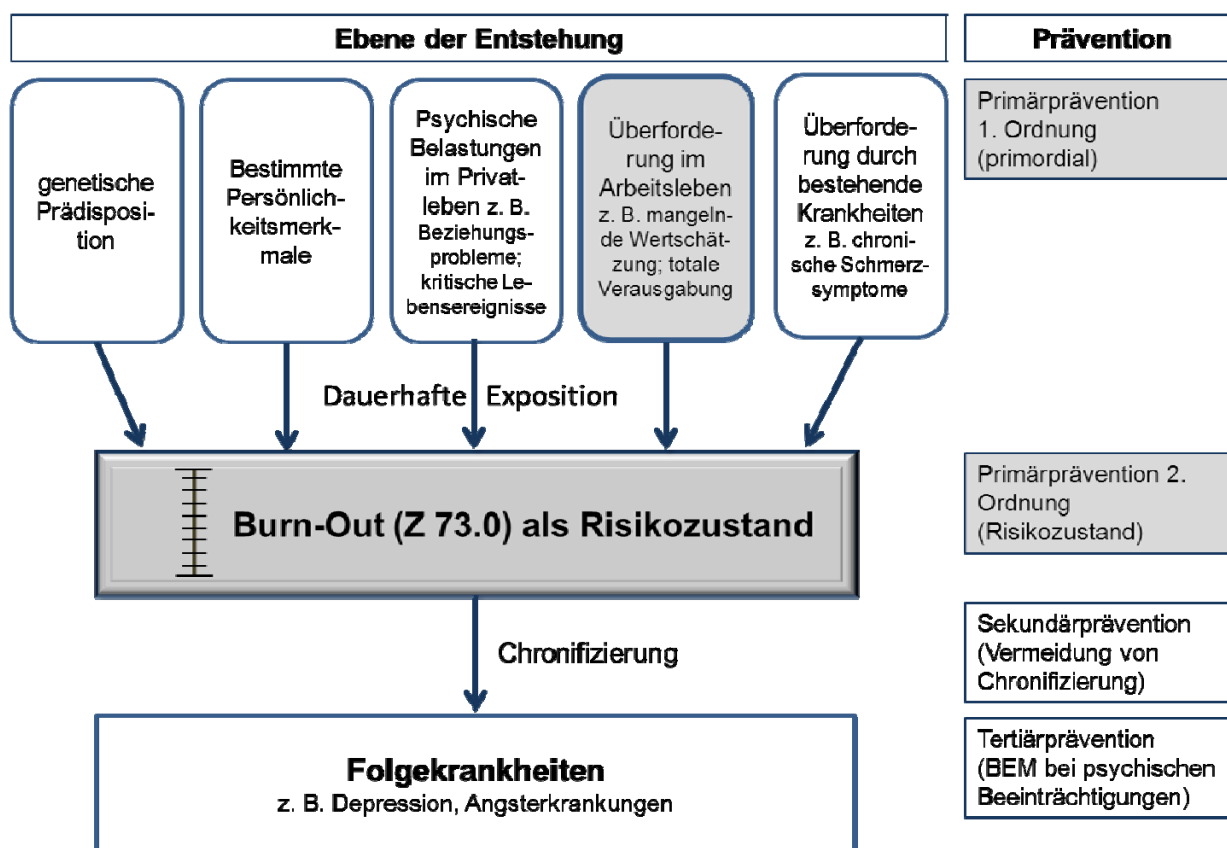 Ebene der Entstehung
Prävention
genetische
Prädisposi-
tion
Bestimmte
Persönlich-
keitsmerk-
male
Psychische
Belastungen
im Privat-
leben z. B.
Beziehungs-
probleme;
kritische Le-
bensereignisse
Überforde-
rung im
Arbeitsleben
z. B. mangeln-
de Wertschät-
zung; totale
Verausgabung
Überforde-
rung durch
bestehende
Krankheiten
z. B. chroni-
sche Schmerz-
symptome
Primärprävention
1. Ordnung
(primordial)
Dauerhafte Exposition
Burn-Out (Z 73.0) als Risikozustand
Primärprävention 2.
Ordnung
(Risikozustand)
Chronifizierung
Sekundärprävention
(Vermeidung von
Chronifizierung)
Folgekrankheiten
z. B. Depression, Angsterkrankungen
Tertiärprävention
(BEM bei psychischen
Beeinträchtigungen)